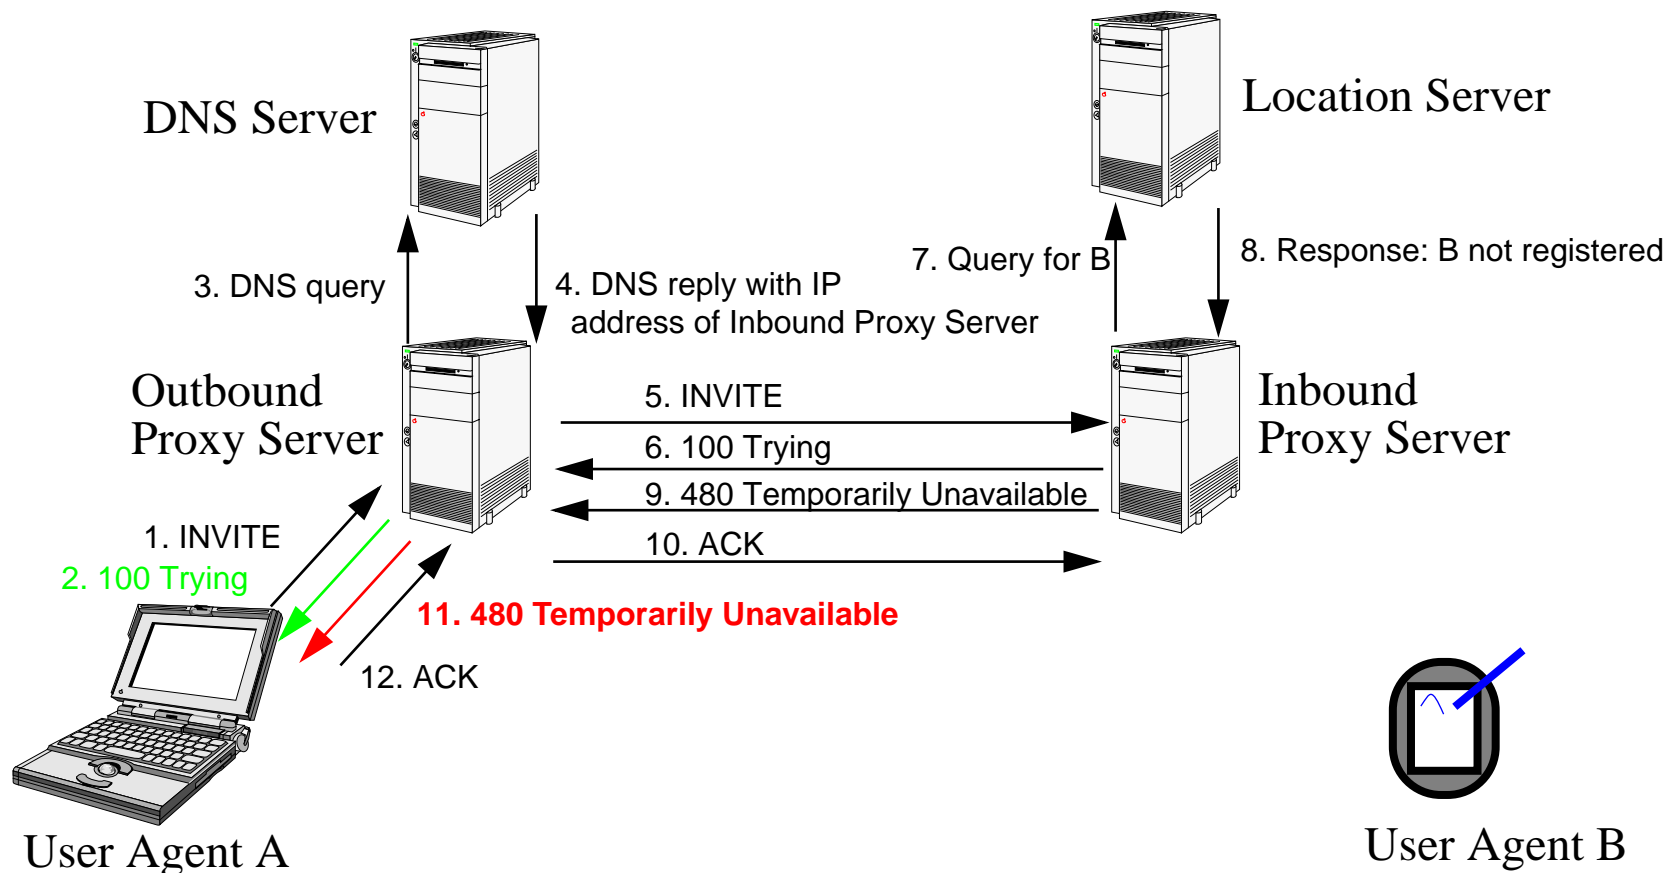 DNS Server
Location Server
3. DNS query
4. DNS reply with IP
address of Inbound Proxy Server
7. Query for B
8. Response: B not registered
Outbound
Proxy Server
5. INVITE
6. 100 Trying
9. 480 Temporarily Unavailable
10. ACK
Inbound
Proxy Server
1. INVITE
2. 100 Trying
11. 480 Temporarily Unavailable
12. ACK
User Agent A
User Agent B